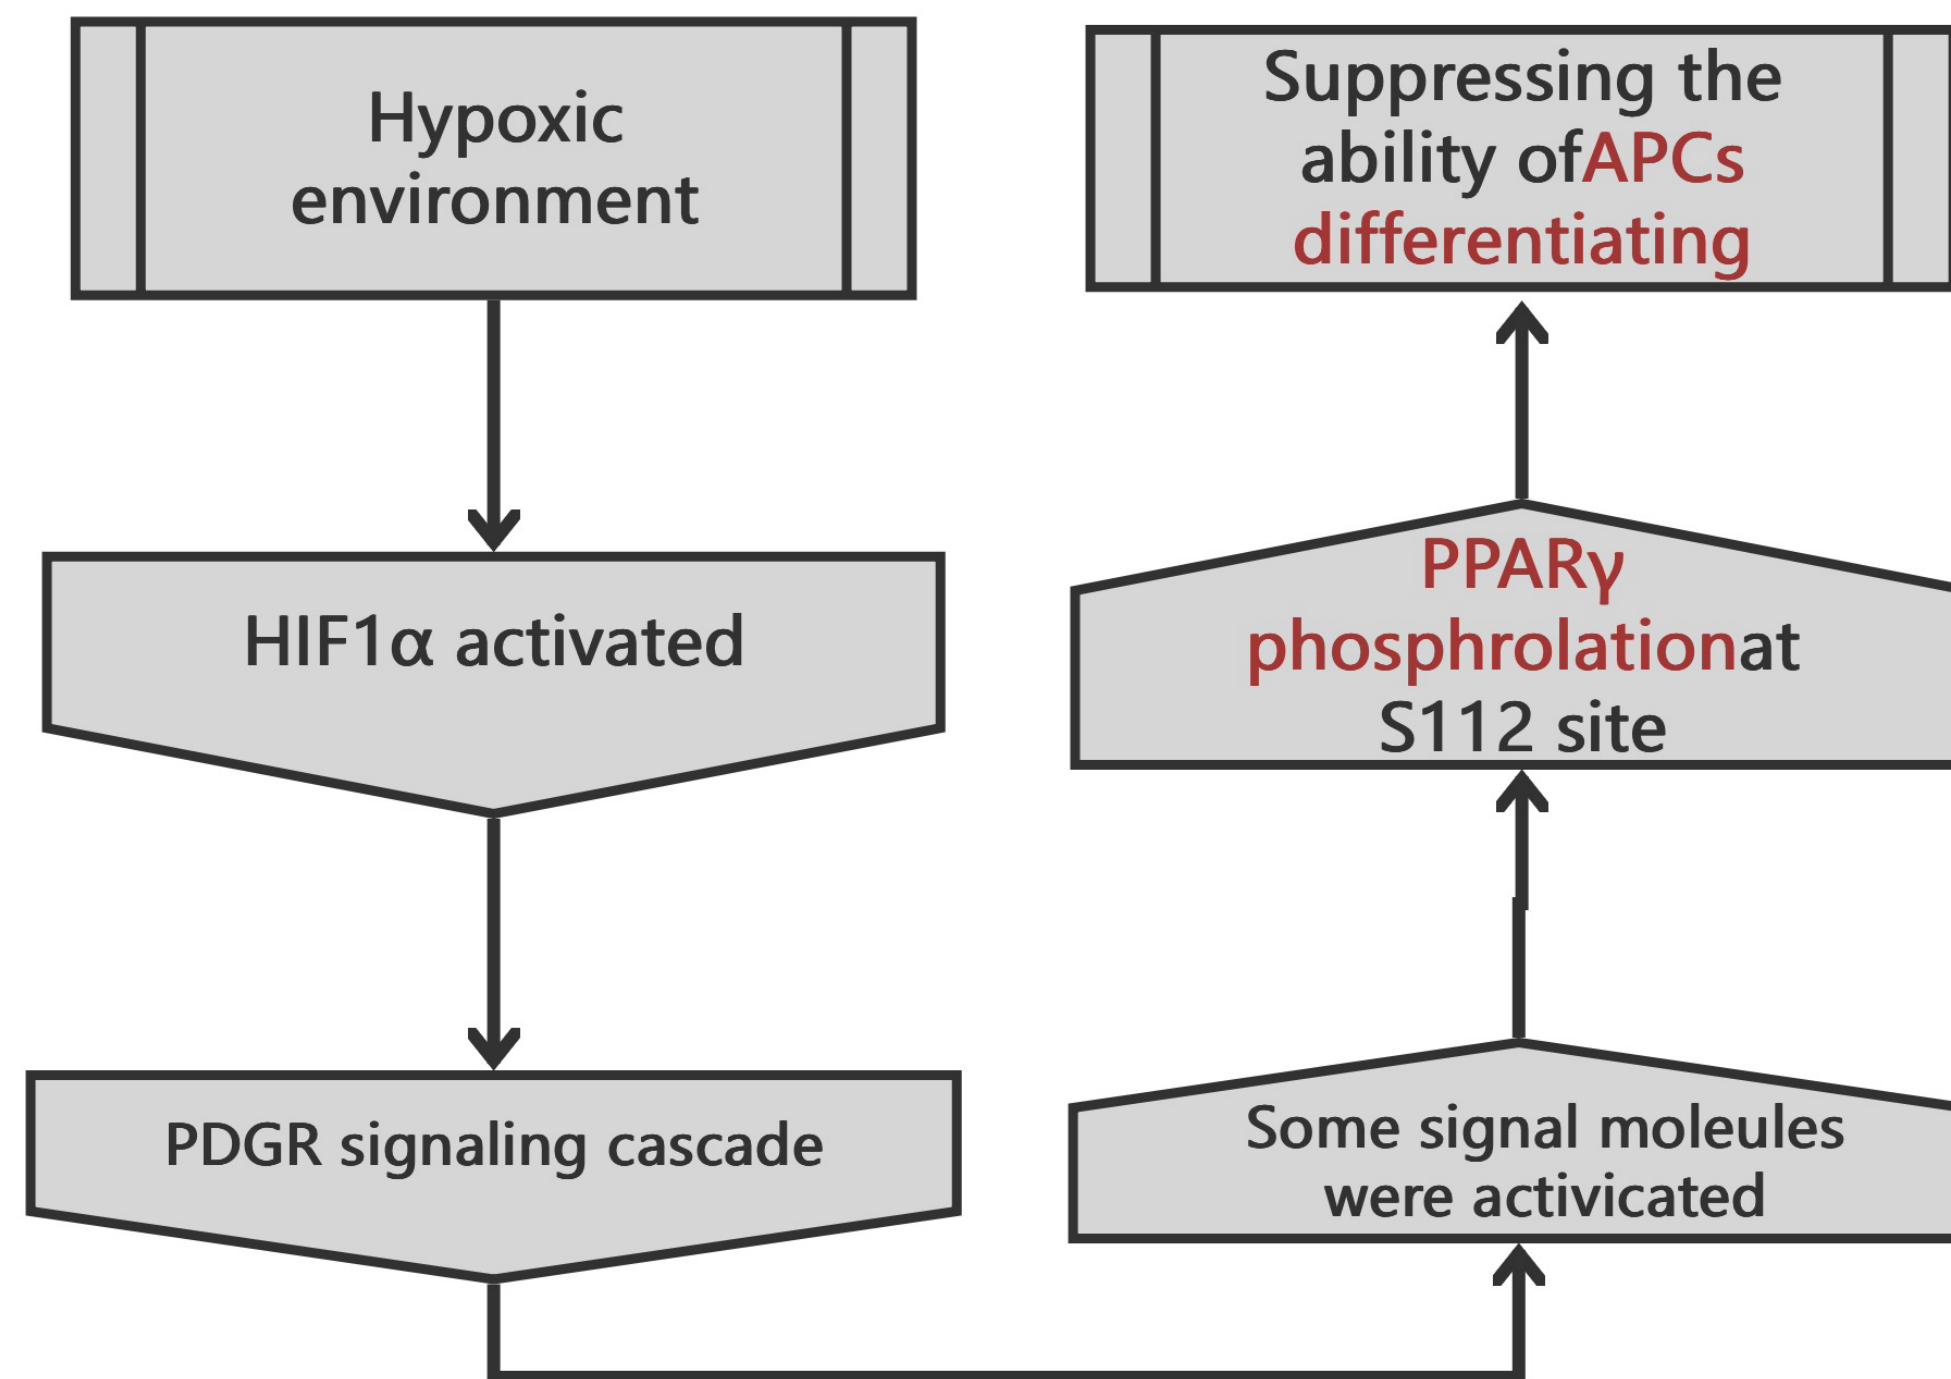 Hypoxic
environment
HIF1α activated
PDGR signaling cascade
Some signal moleules
were activicated
PPARγ
phosphrolationat
S112 site
Suppressing the
ability ofAPCs
differentiating